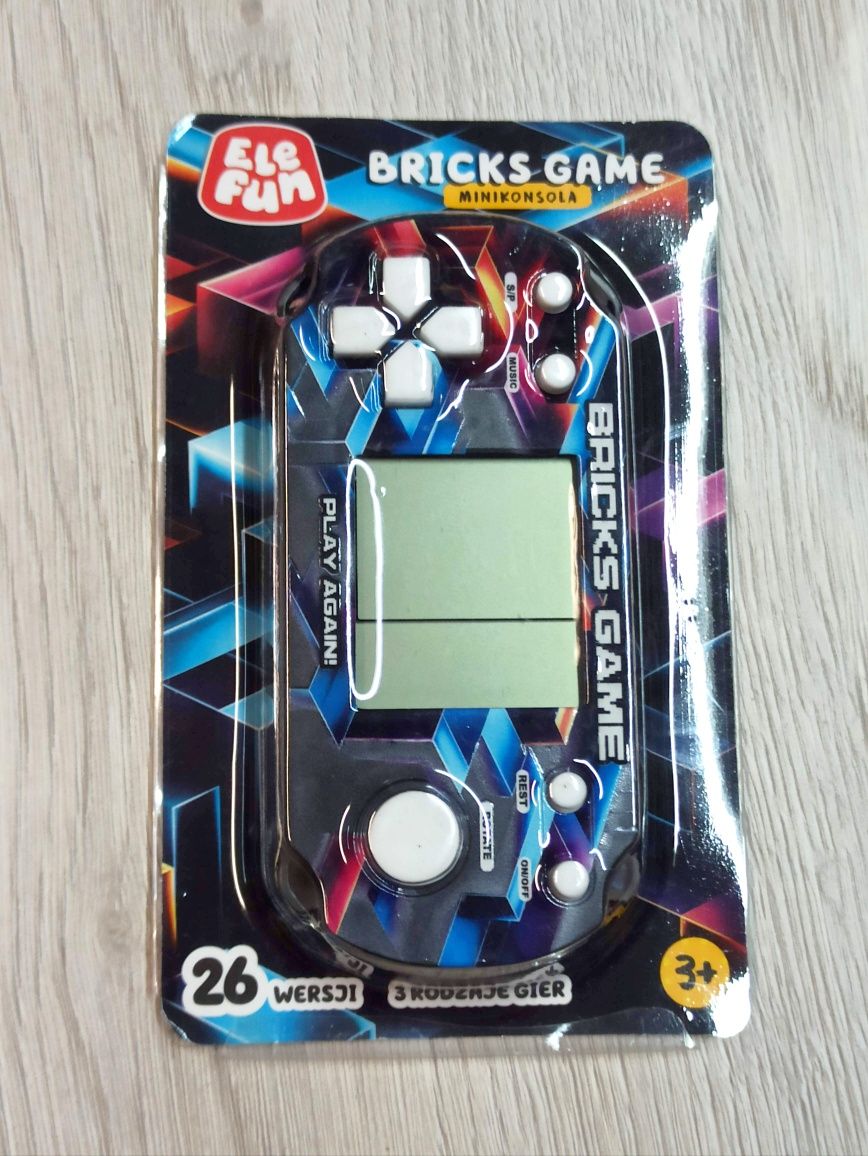 ELE
FUN
BRICKS GAME
MINIKONSOLA
S/P
MUSIC
BRICKS GAME
PLAY AGAIN!
REST
ROTATE
ON/OFF
26 WERSJI
3 RODZAJE GIER
3+